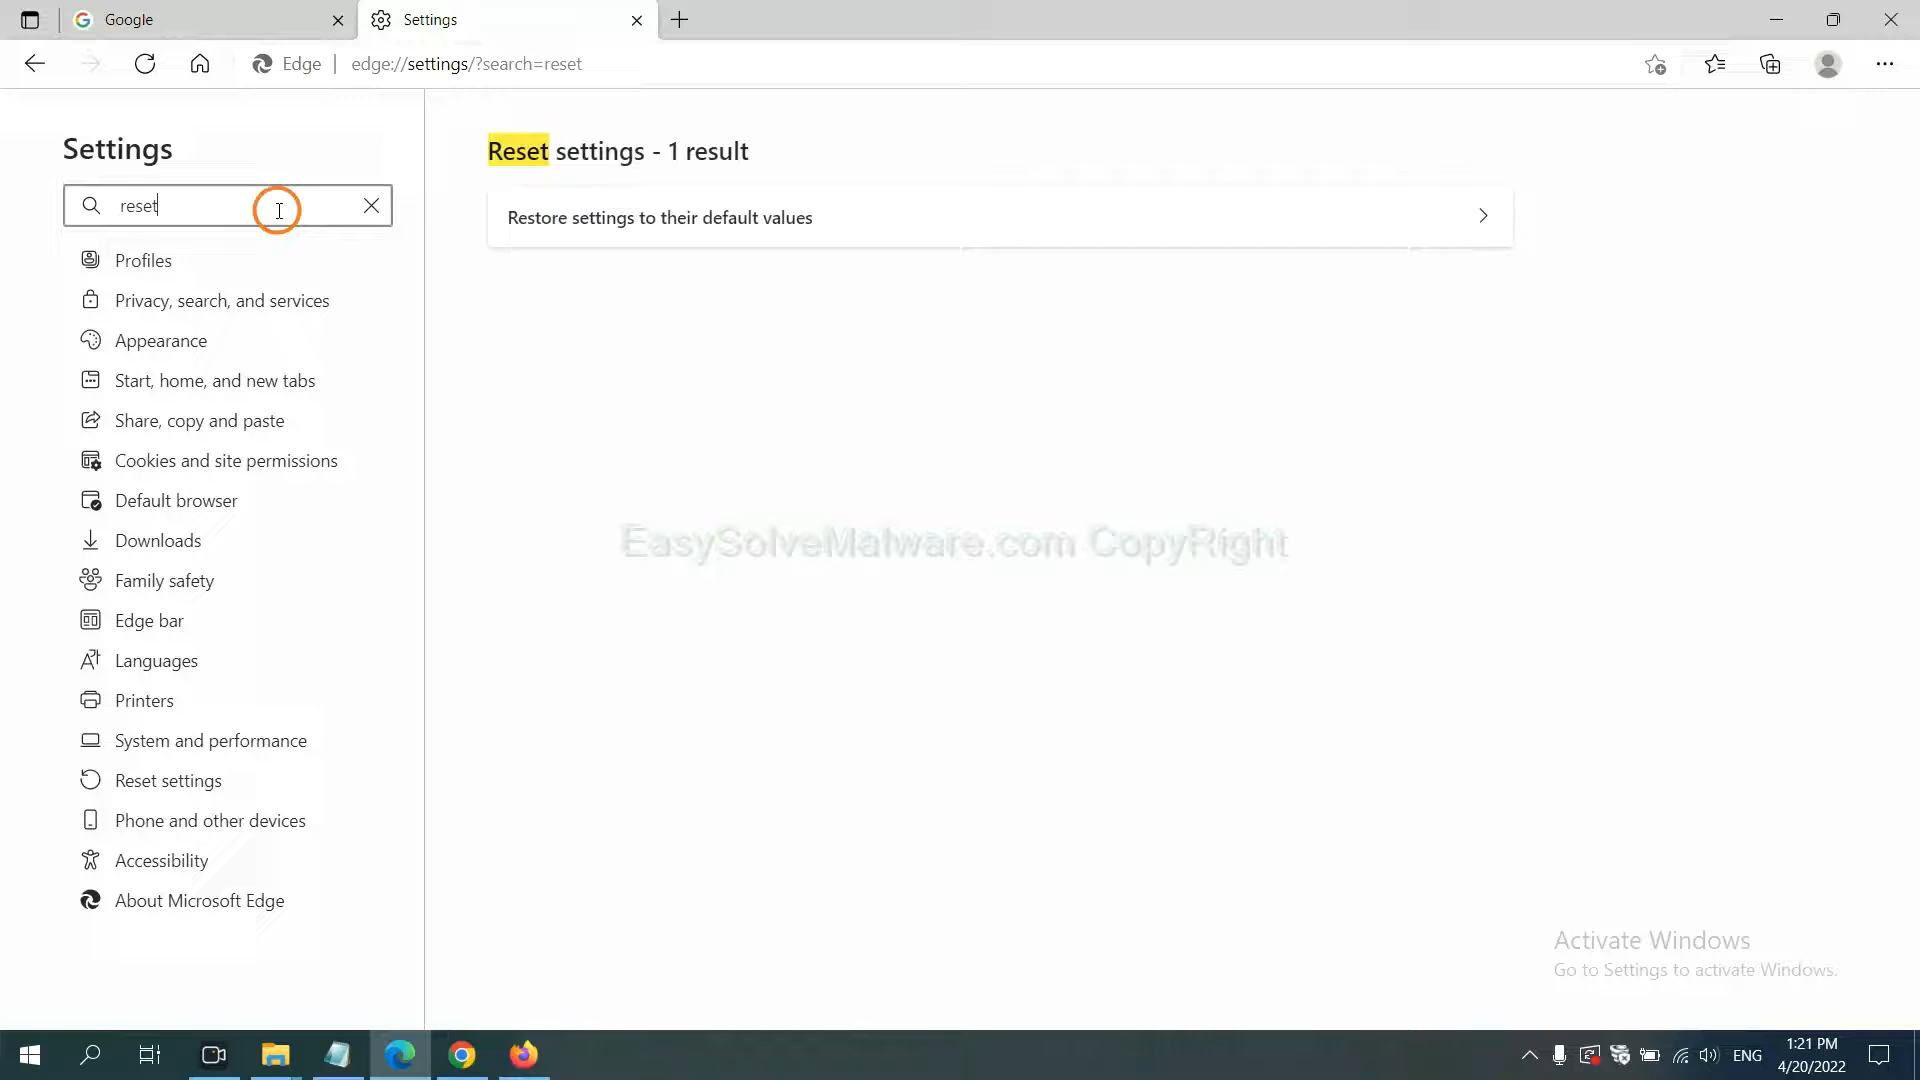 Google
Settings
Edge
edge://settings/?search=reset
Settings
reset
Profiles
Privacy, search, and services
Appearance
Start, home, and new tabs
Share, copy and paste
Cookies and site permissions
Default browser
Downloads
Family safety
Edge bar
Languages
Printers
System and performance
Reset settings
Phone and other devices
Accessibility
About Microsoft Edge
Reset settings - 1 result
Restore settings to their default values
EasySolveMalware.com CopyRight
Activate Windows
Go to Settings to activate Windows.
ENG
1:21 PM
4/20/2022